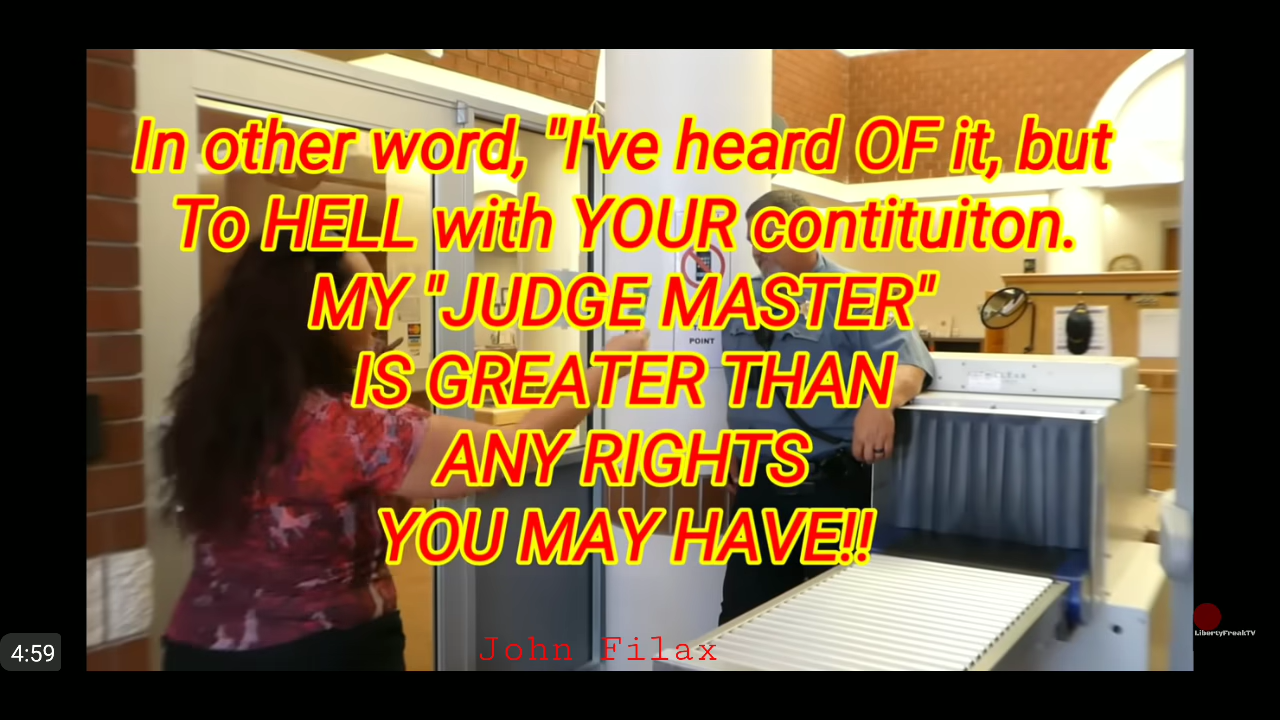 In other word, "I've heard OF it, but
To HELL with YOUR contituiton.
MY "JUDGE MASTER"
IS GREATER THAN
ANY RIGHTS
YOU MAY HAVE!!
POINT
John Filax
4:59
LibertyFreakTV